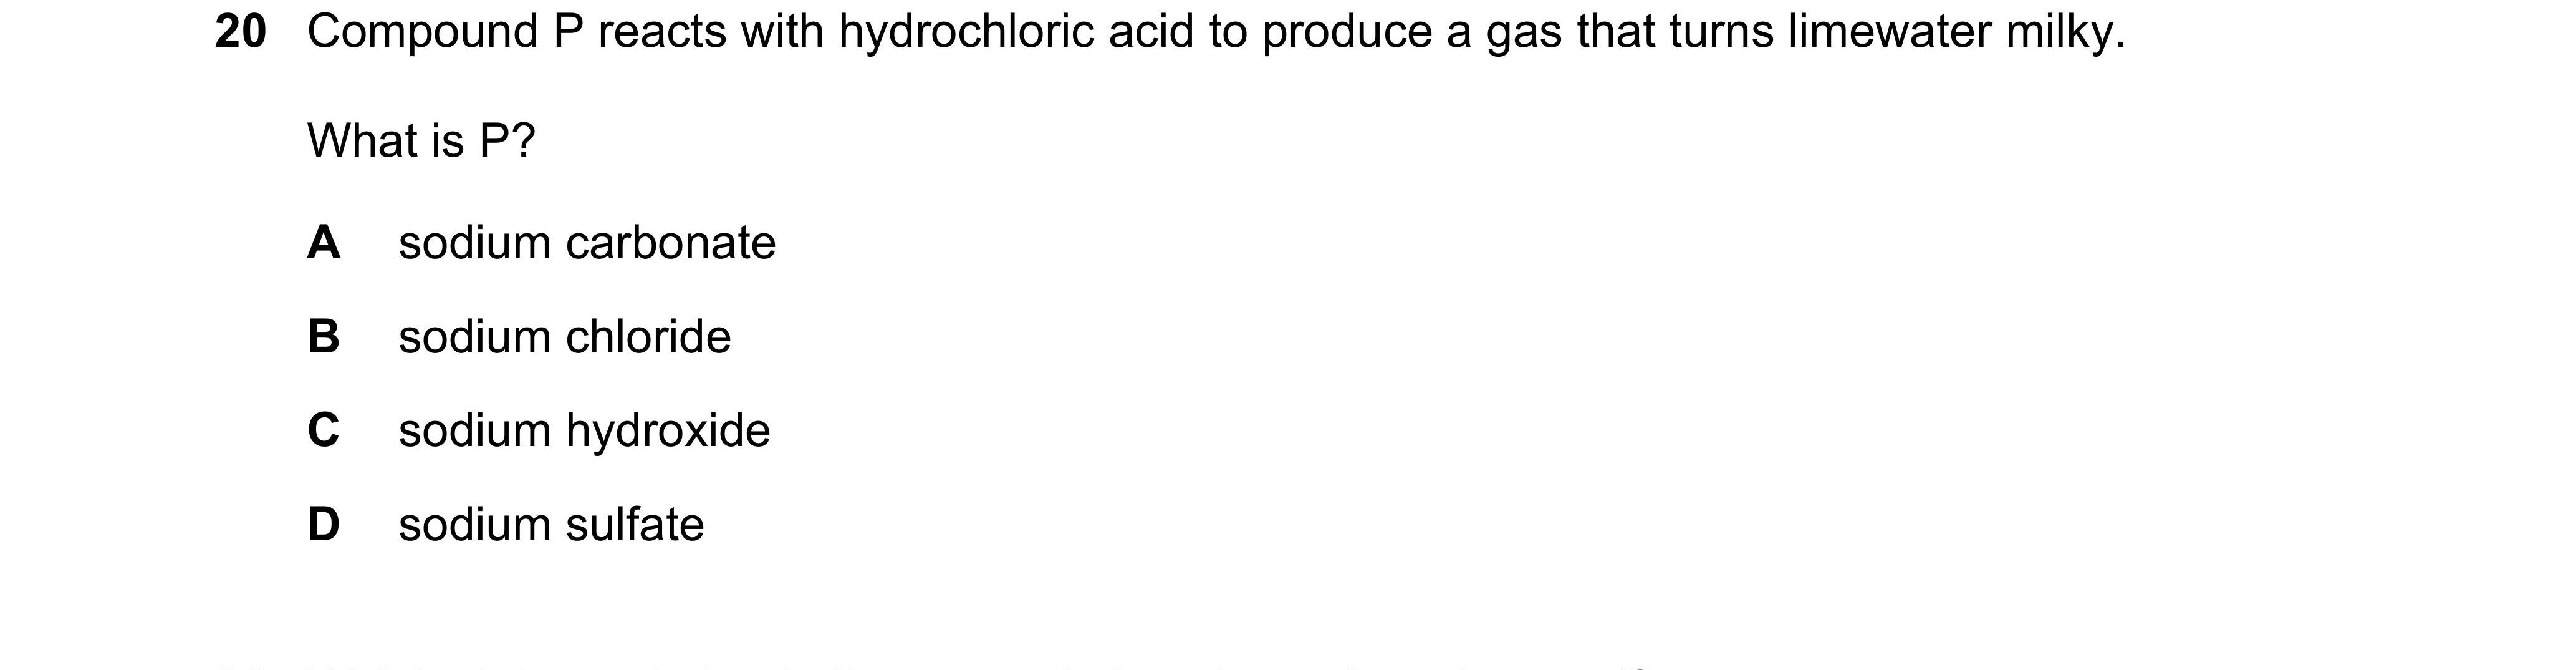 20 Compound P reacts with hydrochloric acid to produce a gas that turns limewater milky.
What is P?
A sodium carbonate
B sodium chloride
C sodium hydroxide
D sodium sulfate